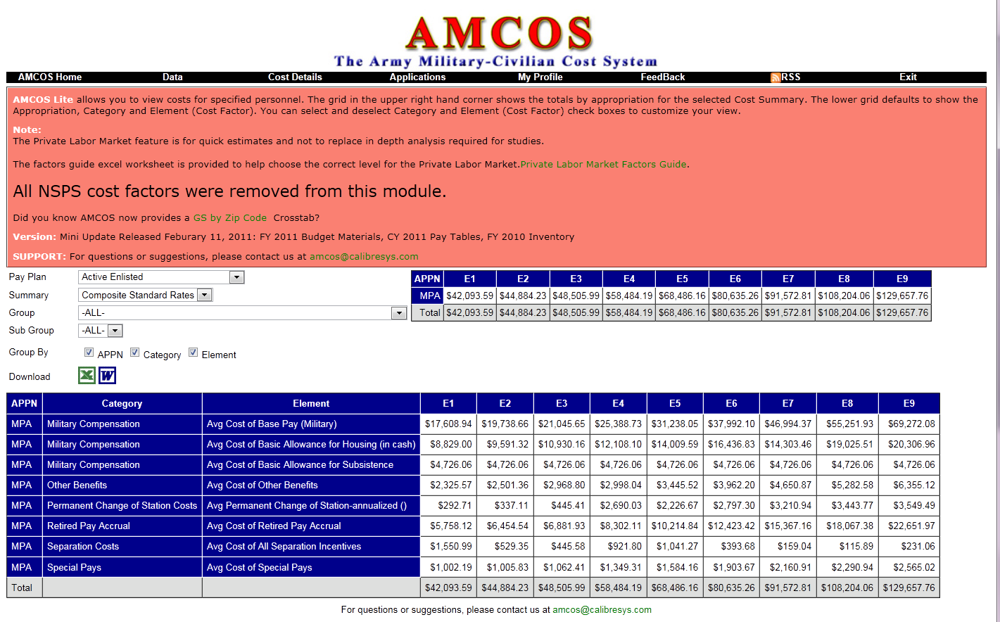 AMCOS
The Army Military-Civilian Cost System
AMCOS Home Data Cost Details Applications My Profile FeedBack RSS Exit
AMCOS Lite allows you to view costs for specified personnel. The grid in the upper right hand corner shows the totals by appropriation for the selected Cost Summary. The lower grid defaults to show the
Appropriation, Category and Element (Cost Factor). You can select and deselect Category and Element (Cost Factor) check boxes to customize your view.
Note:
The Private Labor Market feature is for quick estimates and not to replace in depth analysis required for studies.
The factors guide excel worksheet is provided to help choose the correct level for the Private Labor Market.Private Labor Market Factors Guide.
All NSPS cost factors were removed from this module.
Did you know AMCOS now provides a GS by Zip Code Crosstab?
Version: Mini Update Released Feburary 11, 2011: FY 2011 Budget Materials, CY 2011 Pay Tables, FY 2010 Inventory
SUPPORT: For questions or suggestions, please contact us at amcos@calibresys.com
Pay Plan Active Enlisted
Summary Composite Standard Rates
Group -ALL-
Sub Group -ALL-
Group By APPN Category Element
Download
APPN E1 E2 E3 E4 E5 E6 E7 E8 E9
MPA $42,093.59 $44,884.23 $48,505.99 $58,484.19 $68,486.16 $80,635.26 $91,572.81 $108,204.06 $129,657.76
Total $42,093.59 $44,884.23 $48,505.99 $58,484.19 $68,486.16 $80,635.26 $91,572.81 $108,204.06 $129,657.76
APPN Category Element E1 E2 E3 E4 E5 E6 E7 E8 E9
MPA Military Compensation Avg Cost of Base Pay (Military) $17,608.94 $19,738.66 $21,045.65 $25,388.73 $31,238.05 $37,992.10 $46,994.37 $55,251.93 $69,272.08
MPA Military Compensation Avg Cost of Basic Allowance for Housing (in cash) $8,829.00 $9,591.32 $10,930.16 $12,108.10 $14,009.59 $16,436.83 $14,303.46 $19,025.51 $20,306.96
MPA Military Compensation Avg Cost of Basic Allowance for Subsistence $4,726.06 $4,726.06 $4,726.06 $4,726.06 $4,726.06 $4,726.06 $4,726.06 $4,726.06 $4,726.06
MPA Other Benefits Avg Cost of Other Benefits $2,325.57 $2,501.36 $2,968.80 $2,998.04 $3,445.52 $3,962.20 $4,650.87 $5,282.58 $6,355.12
MPA Permanent Change of Station Costs Avg Permanent Change of Station-annualized () $292.71 $337.11 $445.41 $2,690.03 $2,226.67 $2,797.30 $3,210.94 $3,443.77 $3,549.49
MPA Retired Pay Accrual Avg Cost of Retired Pay Accrual $5,758.12 $6,454.54 $6,881.93 $8,302.11 $10,214.84 $12,423.42 $15,367.16 $18,067.38 $22,651.97
MPA Separation Costs Avg Cost of All Separation Incentives $1,550.99 $529.35 $445.58 $921.80 $1,041.27 $393.68 $159.04 $115.89 $231.06
MPA Special Pays Avg Cost of Special Pays $1,002.19 $1,005.83 $1,062.41 $1,349.31 $1,584.16 $1,903.67 $2,160.91 $2,290.94 $2,565.02
Total $42,093.59 $44,884.23 $48,505.99 $58,484.19 $68,486.16 $80,635.26 $91,572.81 $108,204.06 $129,657.76
For questions or suggestions, please contact us at amcos@calibresys.com